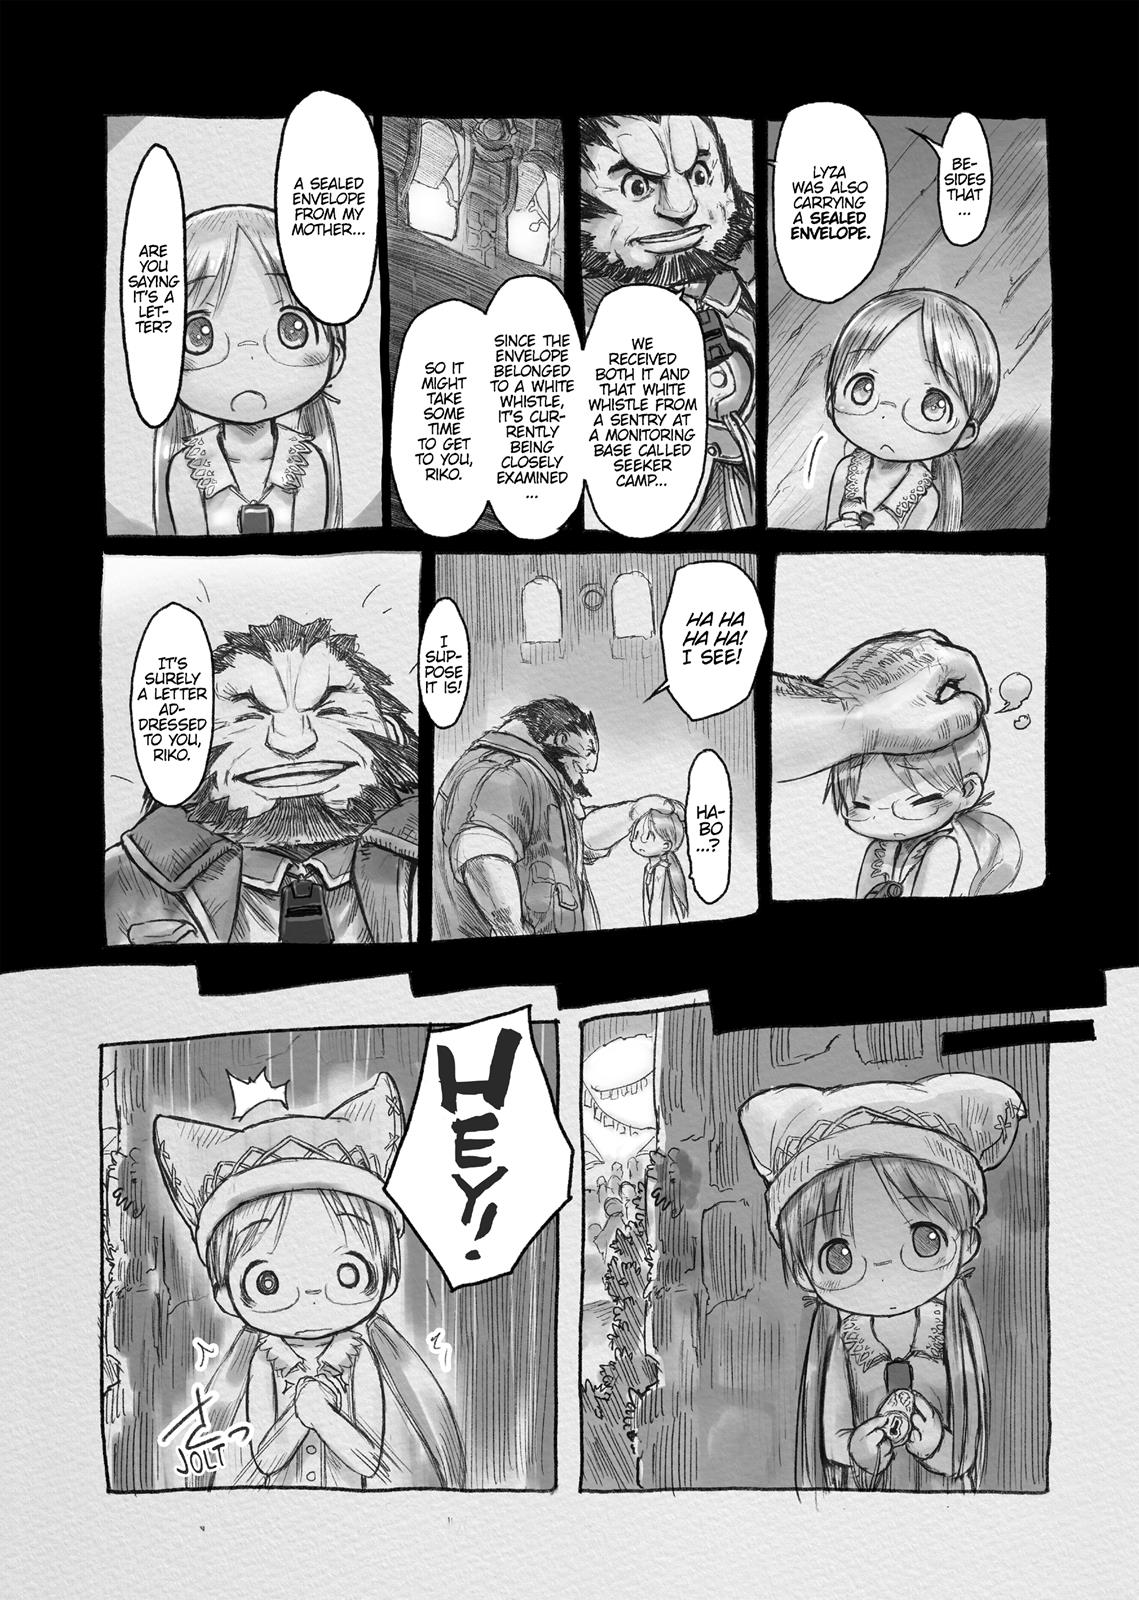 BE-
SIDES
THAT
...
LYZA
WAS ALSO
CARRYING
A SEALED
ENVELOPE.
WE
RECEIVED
BOTH IT AND
THAT WHITE
WHISTLE FROM
A SENTRY AT
A MONITORING
BASE CALLED
SEEKER
CAMP...
SINCE THE
ENVELOPE
BELONGED
TO A WHITE
WHISTLE,
IT'S CUR-
RENTLY
BEING
CLOSELY
EXAMINED
...
SO IT
MIGHT
TAKE
SOME
TIME
TO GET
TO YOU,
RIKO.
A SEALED
ENVELOPE
FROM MY
MOTHER...
ARE
YOU
SAYING
IT'S A
LET-
TER?
HA HA
HA HA!
I SEE!
HA-
BO
...?
I
SUP-
POSE
IT IS!
IT'S
SURELY
A LETTER
AD-
DRESSED
TO YOU,
RIKO.
HEY!
さくっ
JOLT